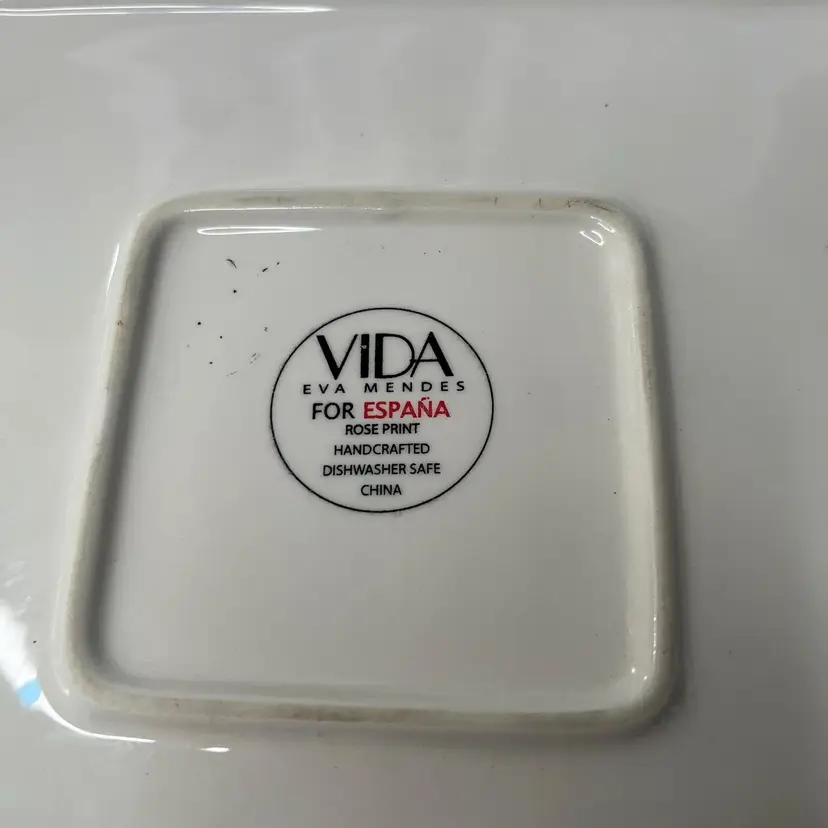 ViDA
EVA MENDES
FOR ESPAÑA
ROSE PRINT
HANDCRAFTED
DISHWASHER SAFE
CHINA